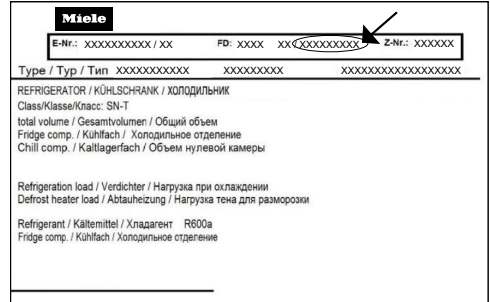 Miele
E-Nr.: XXXXXXXXXX / XX FD: XXXX XX / XXXXXXXXX Z-Nr.: XXXXXX
Type / Typ / Тип XXXXXXXXXXX XXXXXXXXX XXXXXXXXXXXXXXXXXX
REFRIGERATOR / KÜHLSCHRANK / ХОЛОДИЛЬНИК
Class/Klasse/Класс: SN-T
total volume / Gesamtvolumen / Общий объем
Fridge comp. / Kühlfach / Холодильное отделение
Chill comp. / Kaltlagerfach / Объем нулевой камеры
Refrigeration load / Verdichter / Нагрузка при охлаждении
Defrost heater load / Abtauheizung / Нагрузка тена для разморозки
Refrigerant / Kältemittel / Хладагент R600a
Fridge comp. / Kühlfach / Холодильное отделение